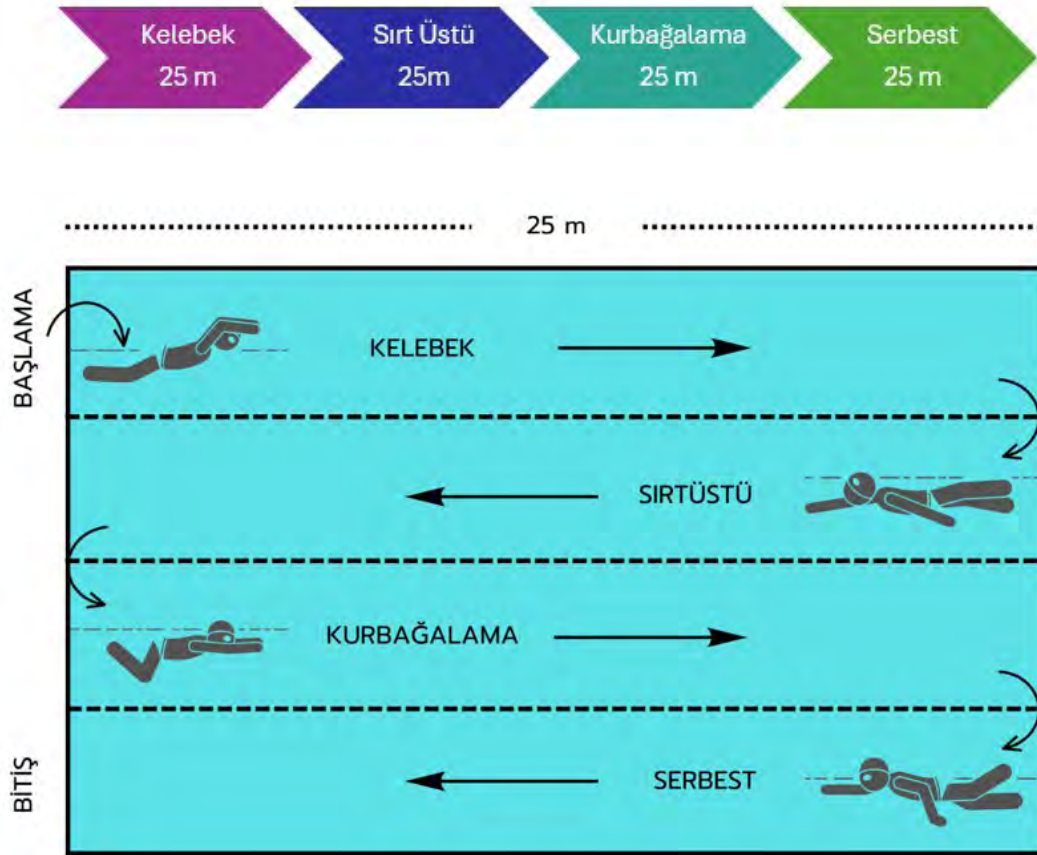 Kelebek
25 m
Sırt Üstü
25m
Kurbağalama
25 m
Serbest
25 m
25 m
BAŞLAMA
KELEBEK
SIRTÜSTÜ
KURBAĞALAMA
BİTİŞ
SERBEST